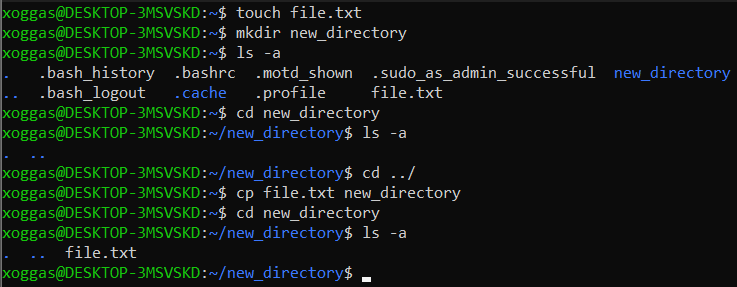 xoggas@DESKTOP-3MSVSKD:~$ touch file.txt
xoggas@DESKTOP-3MSVSKD:~$ mkdir new_directory
xoggas@DESKTOP-3MSVSKD:~$ ls -a
.   .bash_history  .bashrc  .motd_shown  .sudo_as_admin_successful  new_directory
..  .bash_logout   .cache   .profile     file.txt
xoggas@DESKTOP-3MSVSKD:~$ cd new_directory
xoggas@DESKTOP-3MSVSKD:~/new_directory$ ls -a
.  ..
xoggas@DESKTOP-3MSVSKD:~/new_directory$ cd ../
xoggas@DESKTOP-3MSVSKD:~$ cp file.txt new_directory
xoggas@DESKTOP-3MSVSKD:~$ cd new_directory
xoggas@DESKTOP-3MSVSKD:~/new_directory$ ls -a
.  ..  file.txt
xoggas@DESKTOP-3MSVSKD:~/new_directory$